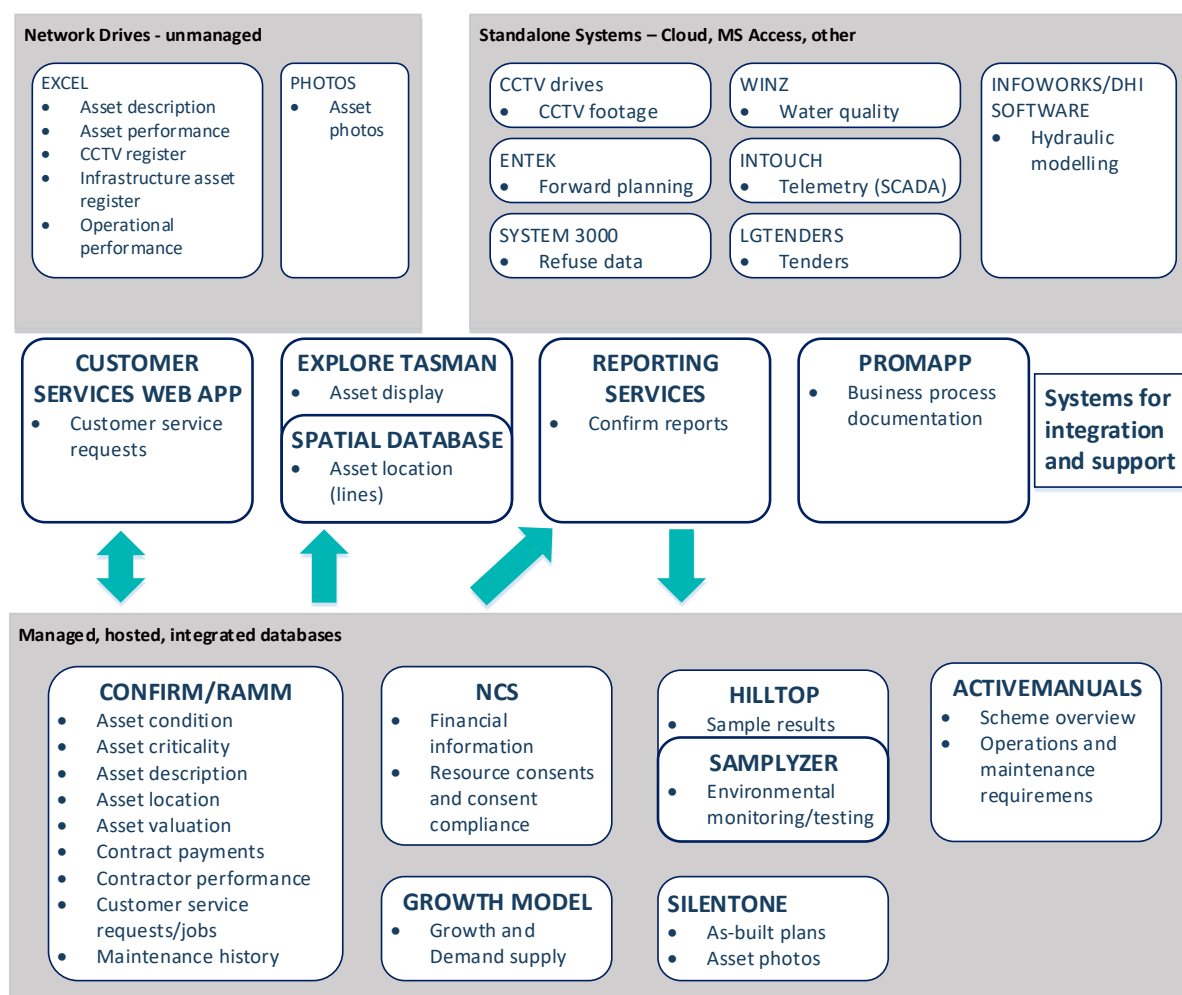 Network Drives - unmanaged
EXCEL
• Asset description
• Asset performance
• CCTV register
• Infrastructure asset
register
• Operational
performance
PHOTOS
• Asset
photos
Standalone Systems – Cloud, MS Access, other
CCTV drives
• CCTV footage
WINZ
• Water quality
INFOWORKS/DHI
SOFTWARE
• Hydraulic
modelling
ENTEK
• Forward planning
INTOUCH
• Telemetry (SCADA)
SYSTEM 3000
• Refuse data
LGTENDERS
• Tenders
CUSTOMER
SERVICES WEB APP
• Customer service
requests
EXPLORE TASMAN
• Asset display
SPATIAL DATABASE
• Asset location
(lines)
REPORTING
SERVICES
• Confirm reports
PROMAPP
• Business process
documentation
Systems for
integration
and support
Managed, hosted, integrated databases
CONFIRM/RAMM
• Asset condition
• Asset criticality
• Asset description
• Asset location
• Asset valuation
• Contract payments
• Contractor performance
• Customer service
requests/jobs
• Maintenance history
NCS
• Financial
information
• Resource consents
and consent
compliance
HILLTOP
• Sample results
SAMPLYZER
• Environmental
monitoring/testing
ACTIVEMANUALS
• Scheme overview
• Operations and
maintenance
requiremens
GROWTH MODEL
• Growth and
Demand supply
SILENTONE
• As-built plans
• Asset photos